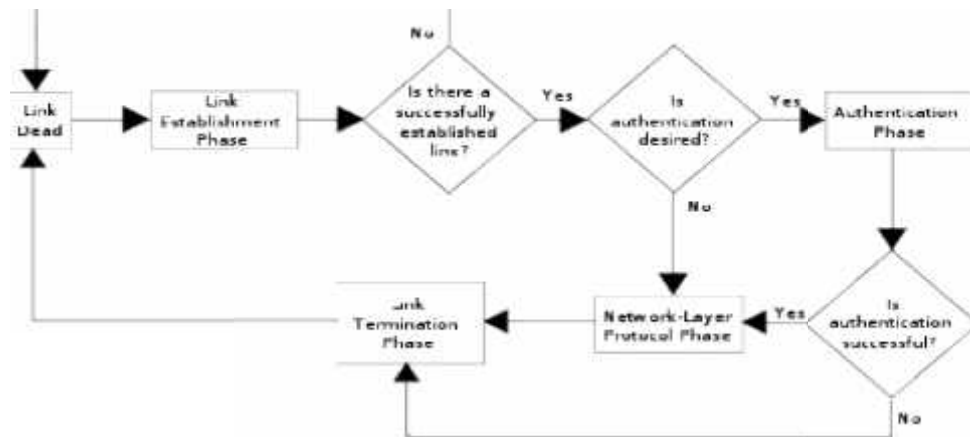 No
Link
Dead
Link
Establishment
Phase
Is there a
successfully
established
link?
Yes
Is
authentication
desired?
Yes
Authentication
Phase
No
Link
Termination
Phase
Network-Layer
Protocol Phase
Yes
Is
authentication
successful?
No